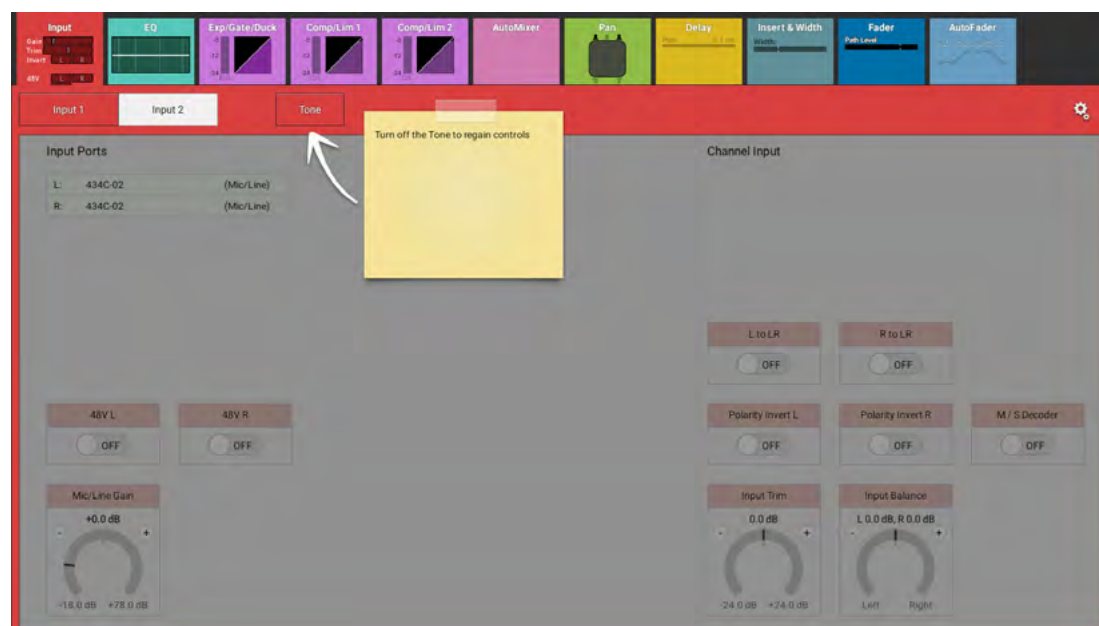 Input
EQ
Exp/Gate/Duck
Comp/Lim 1
Comp/Lim 2
AutoMixer
Pan
Delay
Insert & Width
Fader
AutoFader
Gain
Trim
Invert L R
48V L R
Width:
Path Level
Input 1
Input 2
Tone
Turn off the Tone to regain controls
Input Ports
Channel Input
L: 434C-02 (Mic/Line)
R: 434C-02 (Mic/Line)
L to LR
R to LR
OFF
OFF
48V L
48V R
Polarity Invert L
Polarity Invert R
M / S Decoder
OFF
OFF
OFF
OFF
OFF
Mic/Line Gain
Input Trim
Input Balance
+0.0 dB
0.0 dB
L 0.0 dB, R 0.0 dB
- +
- +
- +
-18.0 dB +78.0 dB
-24.0 dB +24.0 dB
Left Right